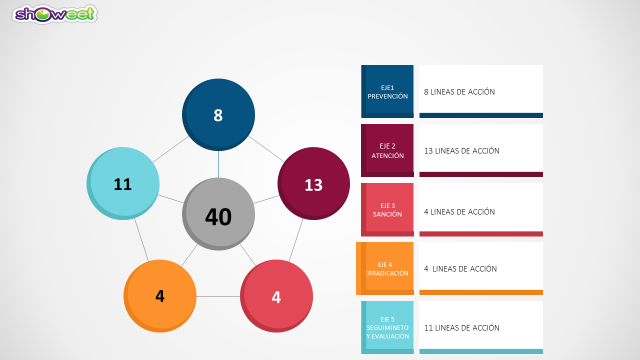 showeet
8
11
13
40
4
4
EJE1
PREVENCIÓN
8 LINEAS DE ACCIÓN
EJE 2
ATENCIÓN
13 LINEAS DE ACCIÓN
EJE 3
SANCIÓN
4 LINEAS DE ACCIÓN
EJE 4
ERRADICACIÓN
4 LINEAS DE ACCIÓN
EJE 5
SEGUIMINETO
Y EVALUACIÓN
11 LINEAS DE ACCIÓN